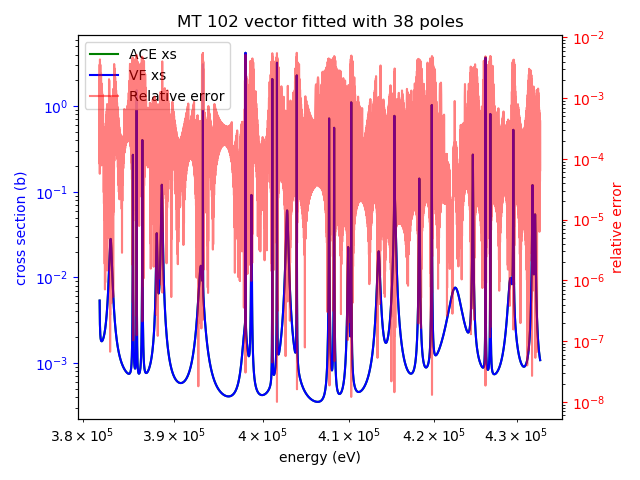 MT 102 vector fitted with 38 poles
ACE xs
VF xs
Relative error
cross section (b)
10⁰
10⁻¹
10⁻²
10⁻³
relative error
10⁻²
10⁻³
10⁻⁴
10⁻⁵
10⁻⁶
10⁻⁷
10⁻⁸
3.8 × 10⁵ 3.9 × 10⁵ 4 × 10⁵ 4.1 × 10⁵ 4.2 × 10⁵ 4.3 × 10⁵
energy (eV)